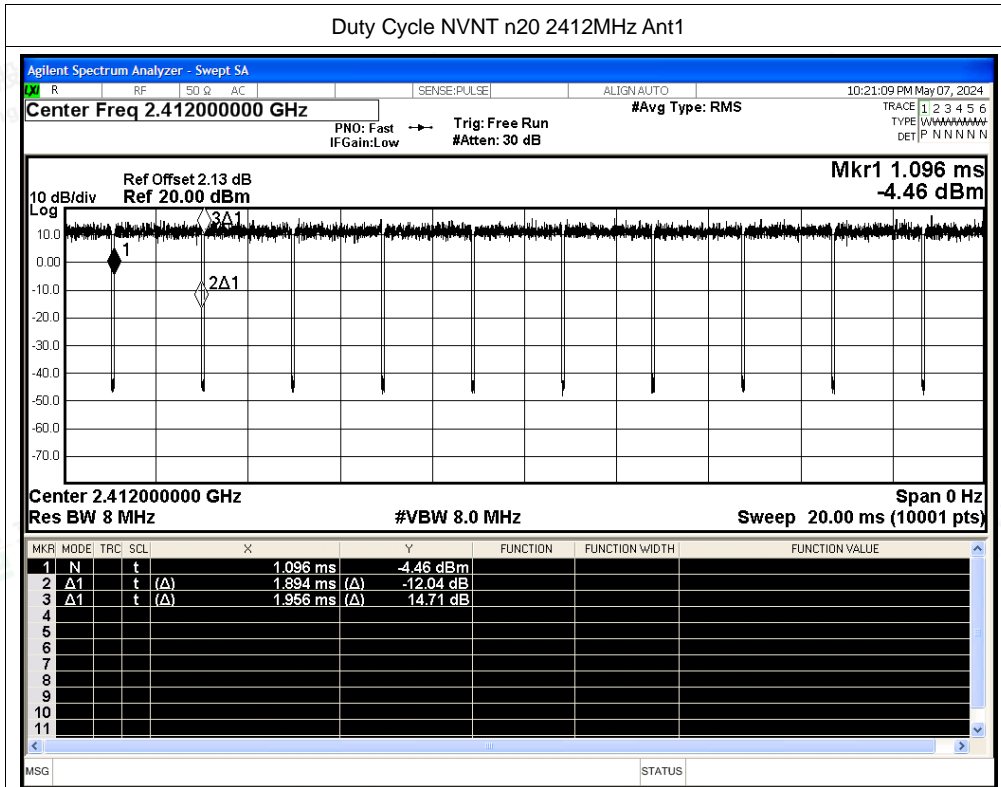 Duty Cycle NVNT n20 2412MHz Ant1
Agilent Spectrum Analyzer - Swept SA
LXI R RF 50 Ω AC SENSE:PULSE ALIGN AUTO 10:21:09 PM May 07, 2024
Center Freq 2.412000000 GHz #Avg Type: RMS TRACE 1 2 3 4 5 6
PNO: Fast Trig: Free Run TYPE WWWWWW
IFGain:Low #Atten: 30 dB DET P N N N N N
Mkr1 1.096 ms
Ref Offset 2.13 dB
10 dB/div Ref 20.00 dBm -4.46 dBm
Log
3Δ1
10.0
1
0.00
2Δ1
-10.0
-20.0
-30.0
-40.0
-50.0
-60.0
-70.0
Center 2.412000000 GHz Span 0 Hz
Res BW 8 MHz #VBW 8.0 MHz Sweep 20.00 ms (10001 pts)
MKR MODE TRC SCL X Y FUNCTION FUNCTION WIDTH FUNCTION VALUE
1 N t 1.096 ms -4.46 dBm
2 Δ1 t (Δ) 1.894 ms (Δ) -12.04 dB
3 Δ1 t (Δ) 1.956 ms (Δ) 14.71 dB
4
5
6
7
8
9
10
11
MSG STATUS